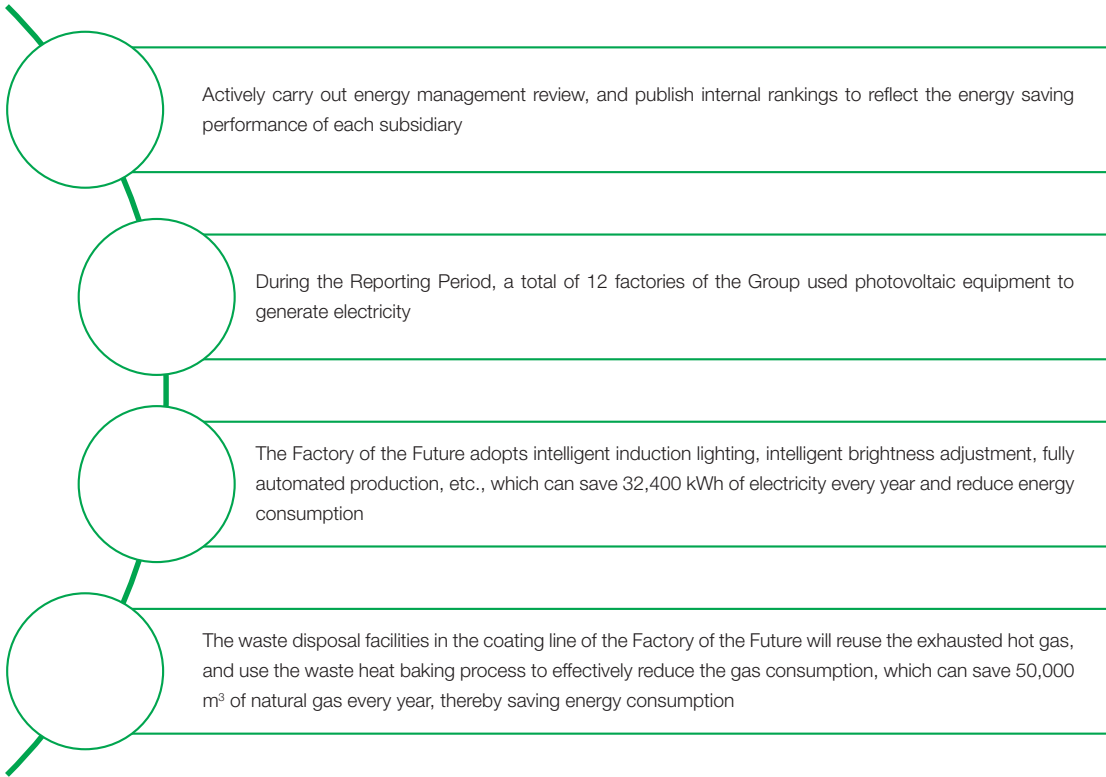 Actively carry out energy management review, and publish internal rankings to reflect the energy saving
performance of each subsidiary
During the Reporting Period, a total of 12 factories of the Group used photovoltaic equipment to
generate electricity
The Factory of the Future adopts intelligent induction lighting, intelligent brightness adjustment, fully
automated production, etc., which can save 32,400 kWh of electricity every year and reduce energy
consumption
The waste disposal facilities in the coating line of the Factory of the Future will reuse the exhausted hot gas,
and use the waste heat baking process to effectively reduce the gas consumption, which can save 50,000
m³ of natural gas every year, thereby saving energy consumption